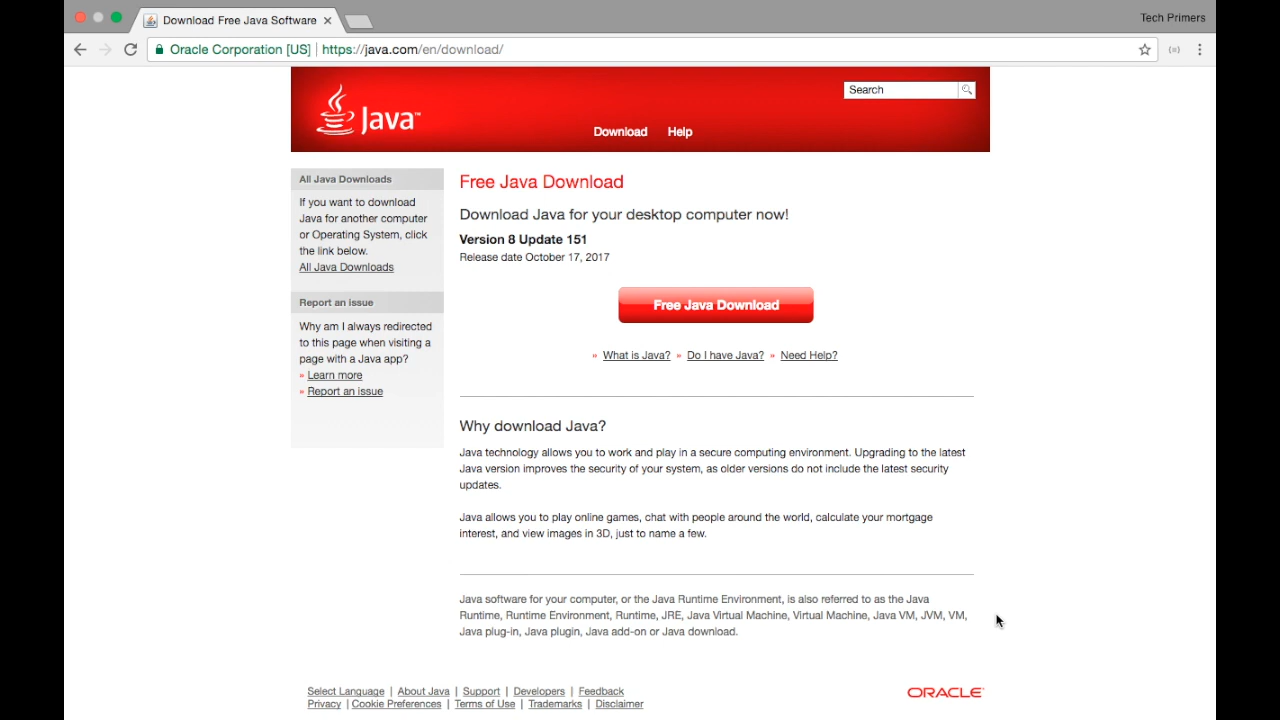 Download Free Java Software
Tech Primers
Oracle Corporation [US] | https://java.com/en/download/
Java™
Search
Download Help
All Java Downloads
If you want to download
Java for another computer
or Operating System, click
the link below.
All Java Downloads
Report an issue
Why am I always redirected
to this page when visiting a
page with a Java app?
» Learn more
» Report an issue
Free Java Download
Download Java for your desktop computer now!
Version 8 Update 151
Release date October 17, 2017
Free Java Download
» What is Java? » Do I have Java? » Need Help?
Why download Java?
Java technology allows you to work and play in a secure computing environment. Upgrading to the latest
Java version improves the security of your system, as older versions do not include the latest security
updates.
Java allows you to play online games, chat with people around the world, calculate your mortgage
interest, and view images in 3D, just to name a few.
Java software for your computer, or the Java Runtime Environment, is also referred to as the Java
Runtime, Runtime Environment, Runtime, JRE, Java Virtual Machine, Virtual Machine, Java VM, JVM, VM,
Java plug-in, Java plugin, Java add-on or Java download.
Select Language | About Java | Support | Developers | Feedback
Privacy | Cookie Preferences | Terms of Use | Trademarks | Disclaimer
ORACLE